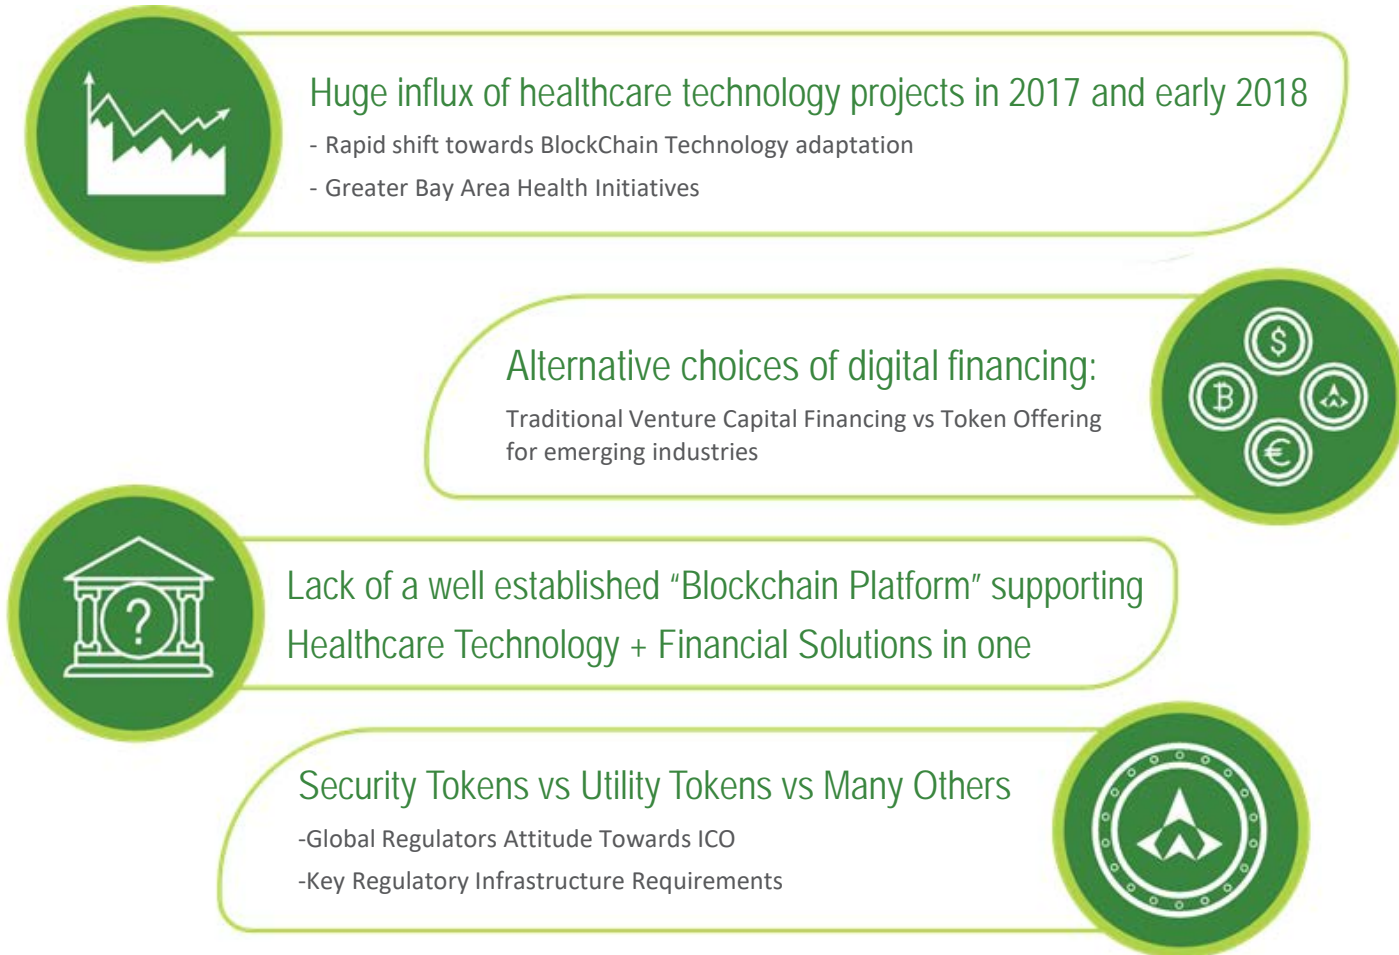 Huge influx of healthcare technology projects in 2017 and early 2018
- Rapid shift towards BlockChain Technology adaptation
- Greater Bay Area Health Initiatives
$
Alternative choices of digital financing:
Traditional Venture Capital Financing vs Token Offering
for emerging industries
€
?
Lack of a well established “Blockchain Platform” supporting
Healthcare Technology + Financial Solutions in one
Security Tokens vs Utility Tokens vs Many Others
-Global Regulators Attitude Towards ICO
-Key Regulatory Infrastructure Requirements